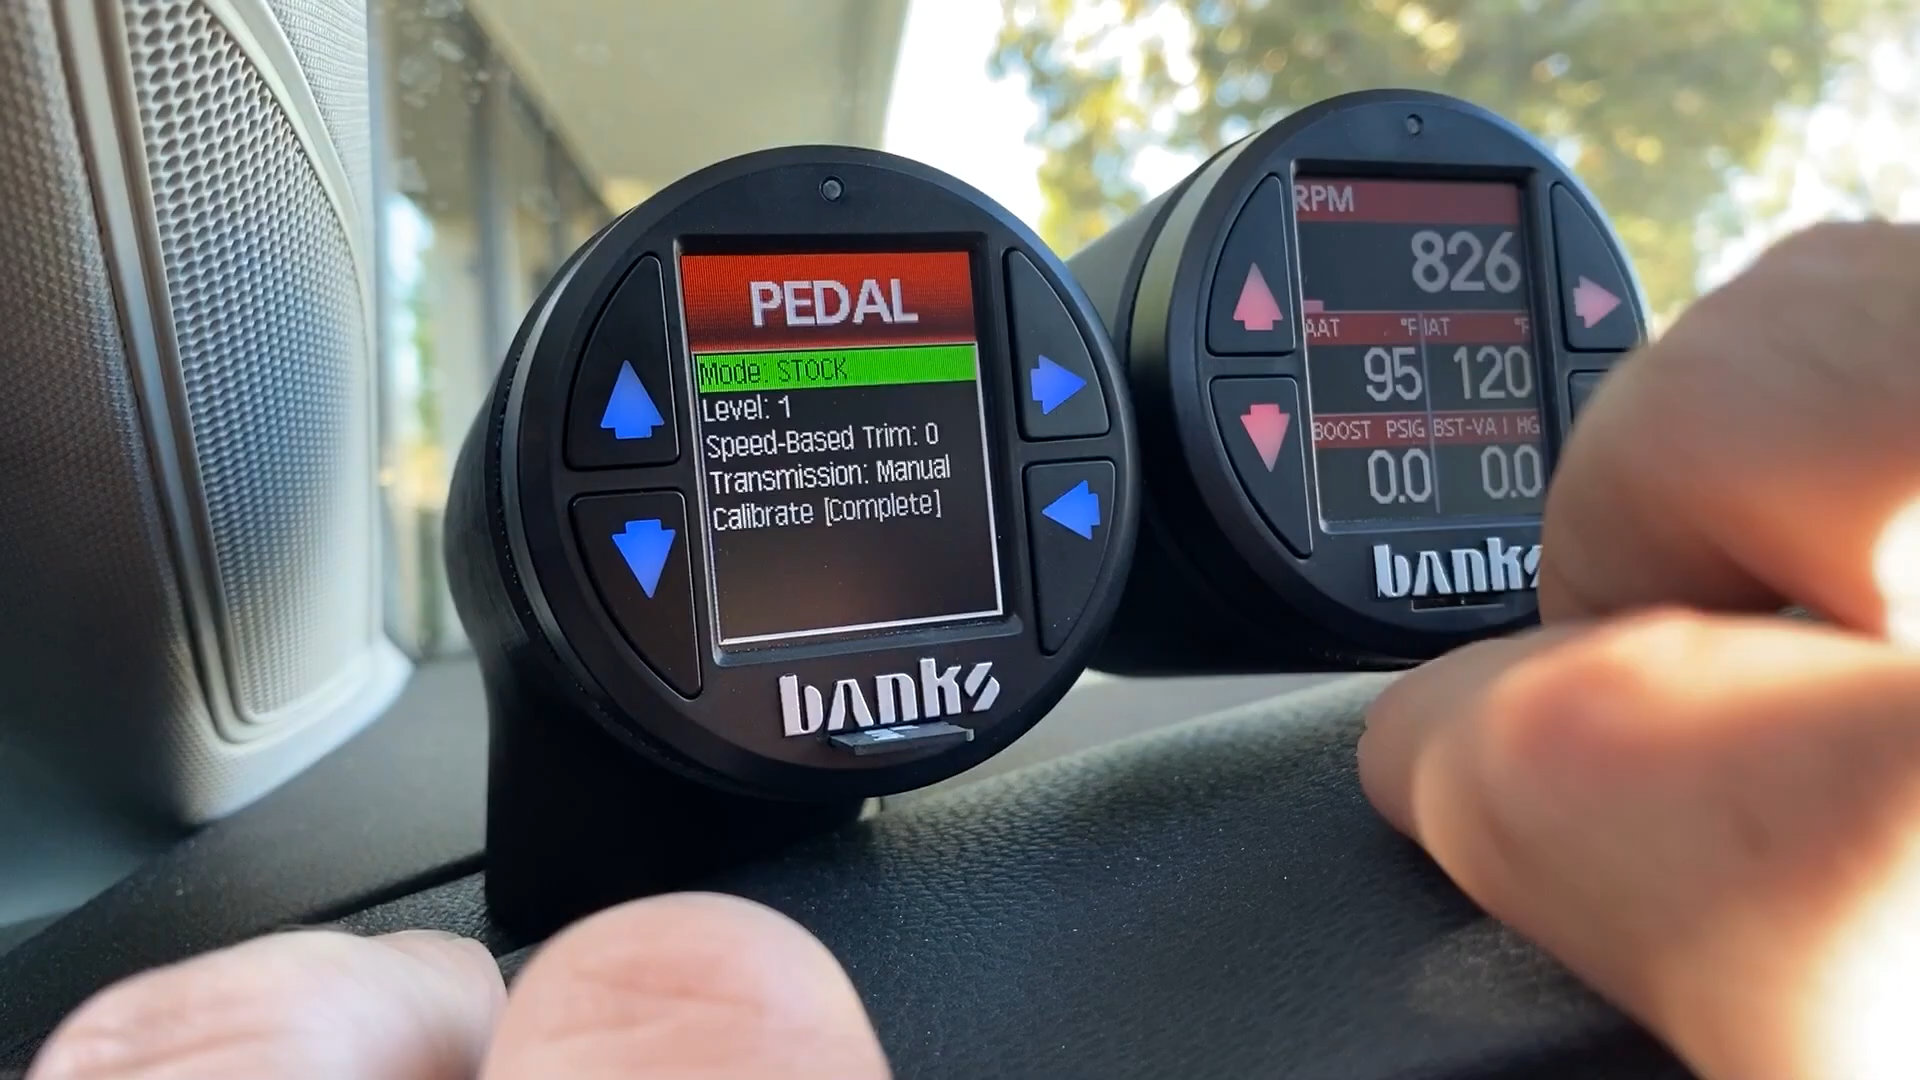 PEDAL
Mode: STOCK
Level: 1
Speed-Based Trim: 0
Transmission: Manual
Calibrate [Complete]
banks
RPM
826
AAT °F IAT °F
95 120
BOOST PSIG BST-VA I HG
0.0 0.0
banks